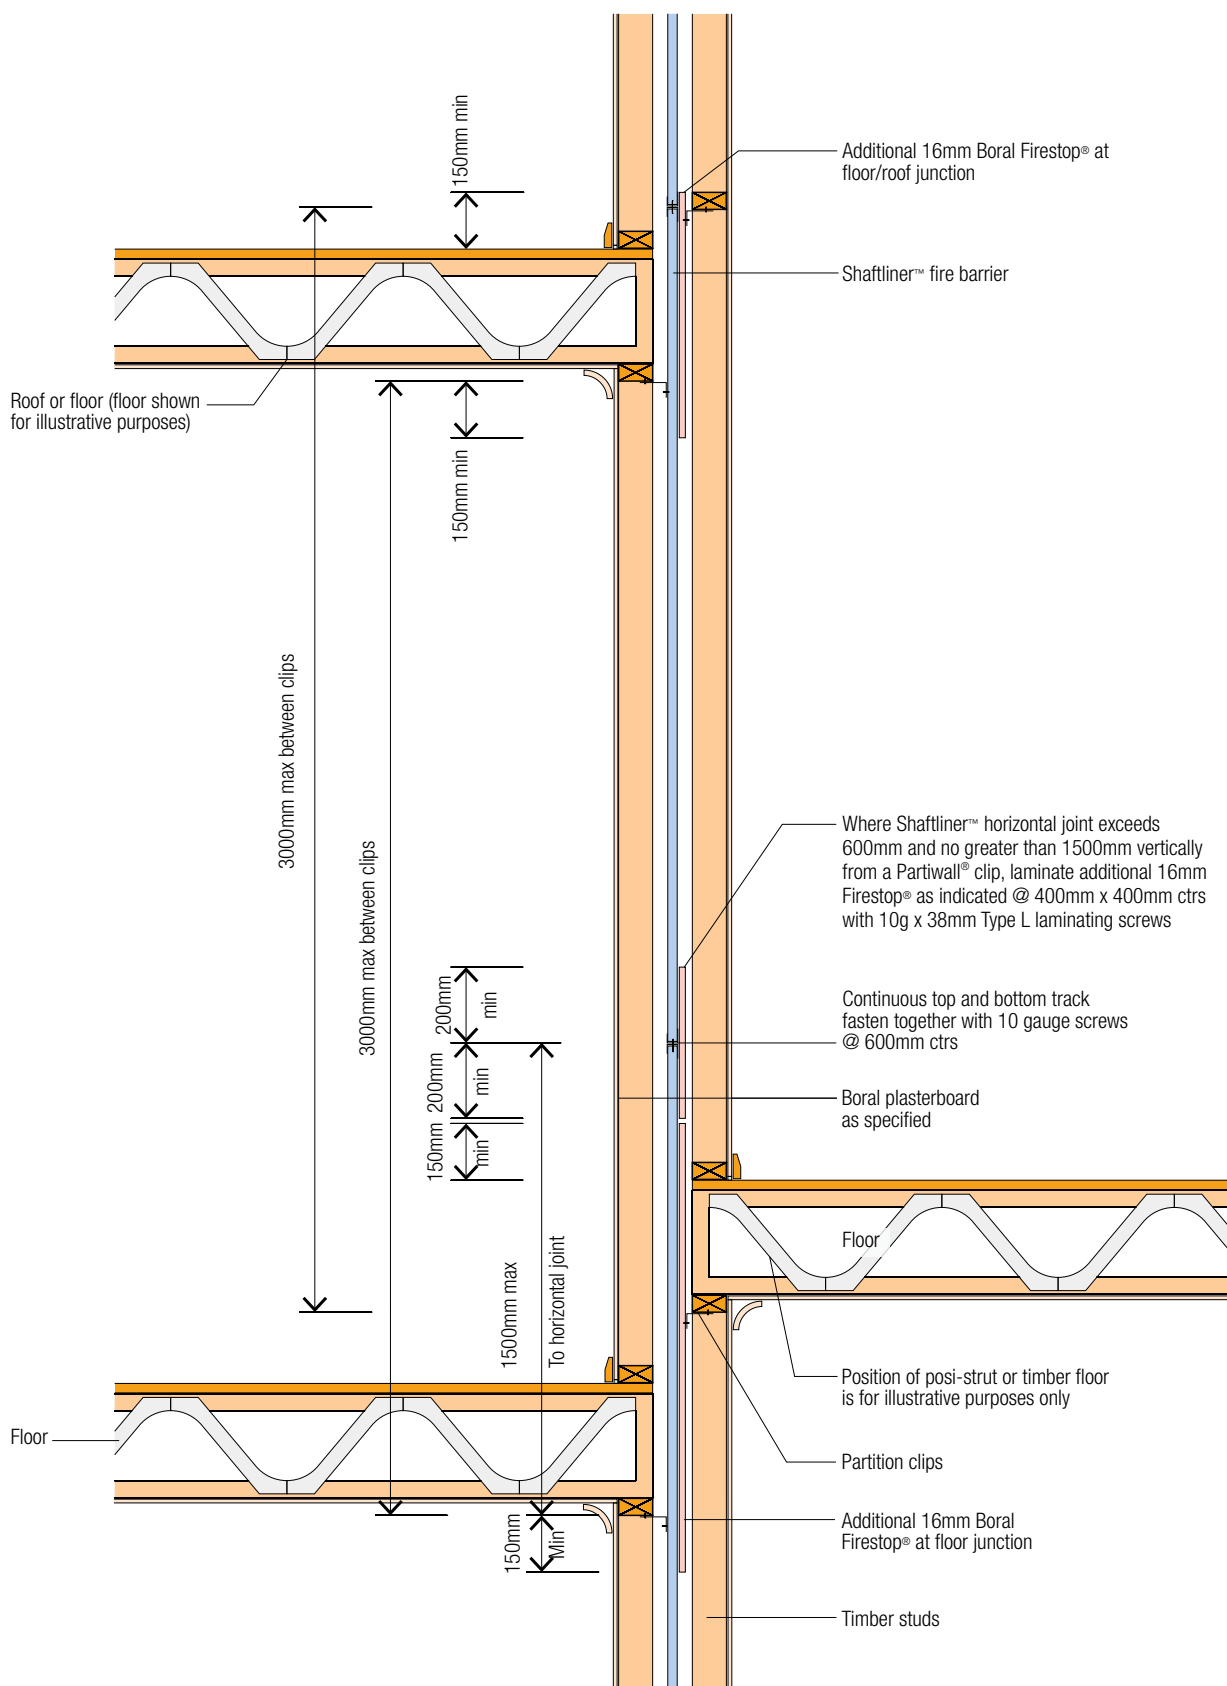 150mm min
Additional 16mm Boral Firestop® at
floor/roof junction
Shaftliner™ fire barrier
Roof or floor (floor shown
for illustrative purposes)
150mm min
3000mm max between clips
3000mm max between clips
Where Shaftliner™ horizontal joint exceeds
600mm and no greater than 1500mm vertically
from a Partiwall® clip, laminate additional 16mm
Firestop® as indicated @ 400mm x 400mm ctrs
with 10g x 38mm Type L laminating screws
200mm
min
Continuous top and bottom track
fasten together with 10 gauge screws
@ 600mm ctrs
200mm
min
Boral plasterboard
as specified
150mm
min
Floor
1500mm max
To horizontal joint
Position of posi-strut or timber floor
is for illustrative purposes only
Floor
Partition clips
150mm
Min
Additional 16mm Boral
Firestop® at floor junction
Timber studs